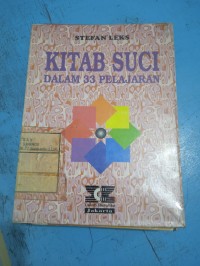 STEFAN LEKS
KITAB SUCI
DALAM 33 PELAJARAN
Jakarta